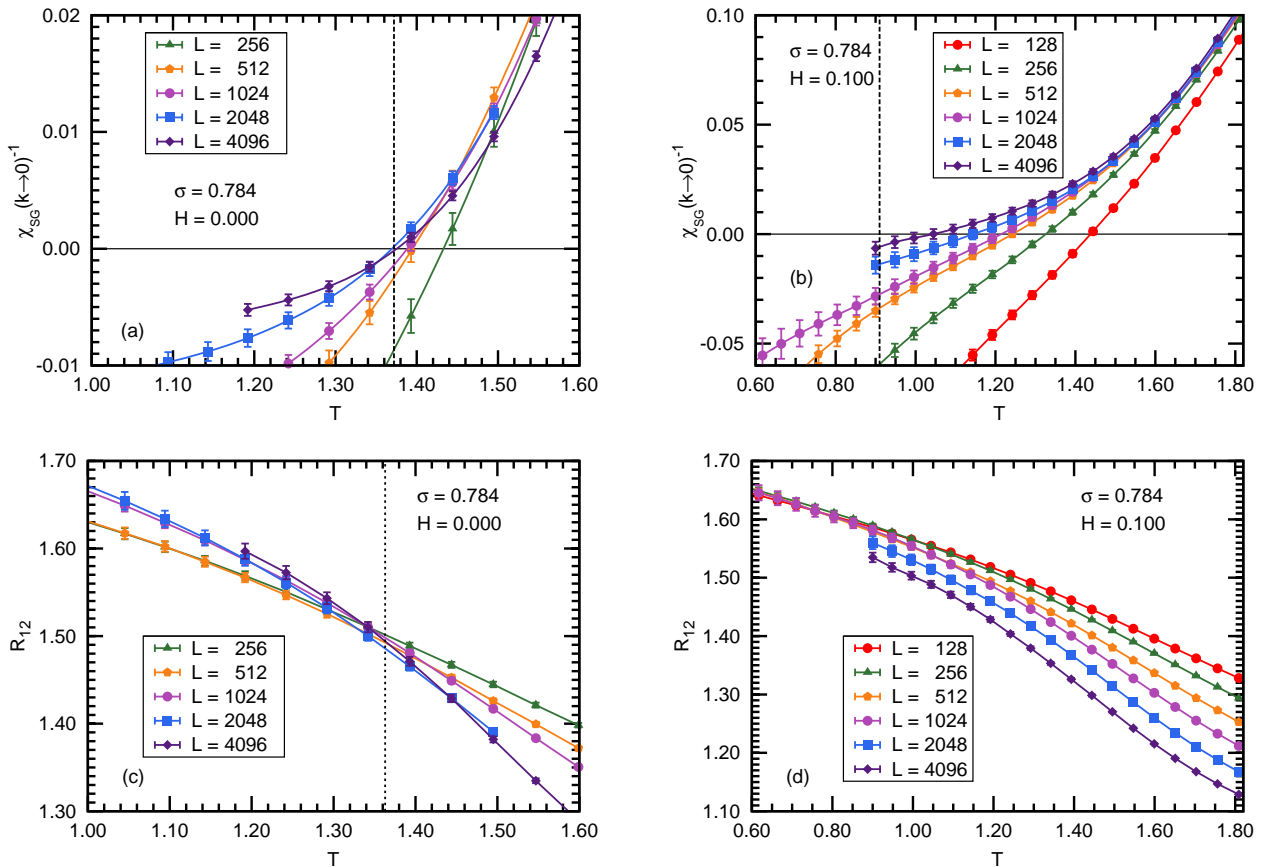 0.02
0.01
0.00
-0.01
χSG(k→0)-1
L = 256
L = 512
L = 1024
L = 2048
L = 4096
σ = 0.784
H = 0.000
(a)
1.00 1.10 1.20 1.30 1.40 1.50 1.60
T
0.10
0.05
0.00
-0.05
χSG(k→0)-1
σ = 0.784
H = 0.100
L = 128
L = 256
L = 512
L = 1024
L = 2048
L = 4096
(b)
0.60 0.80 1.00 1.20 1.40 1.60 1.80
T
1.70
1.60
1.50
1.40
1.30
R12
σ = 0.784
H = 0.000
L = 256
L = 512
L = 1024
L = 2048
L = 4096
(c)
1.00 1.10 1.20 1.30 1.40 1.50 1.60
T
1.70
1.60
1.50
1.40
1.30
1.20
1.10
R12
σ = 0.784
H = 0.100
L = 128
L = 256
L = 512
L = 1024
L = 2048
L = 4096
(d)
0.60 0.80 1.00 1.20 1.40 1.60 1.80
T